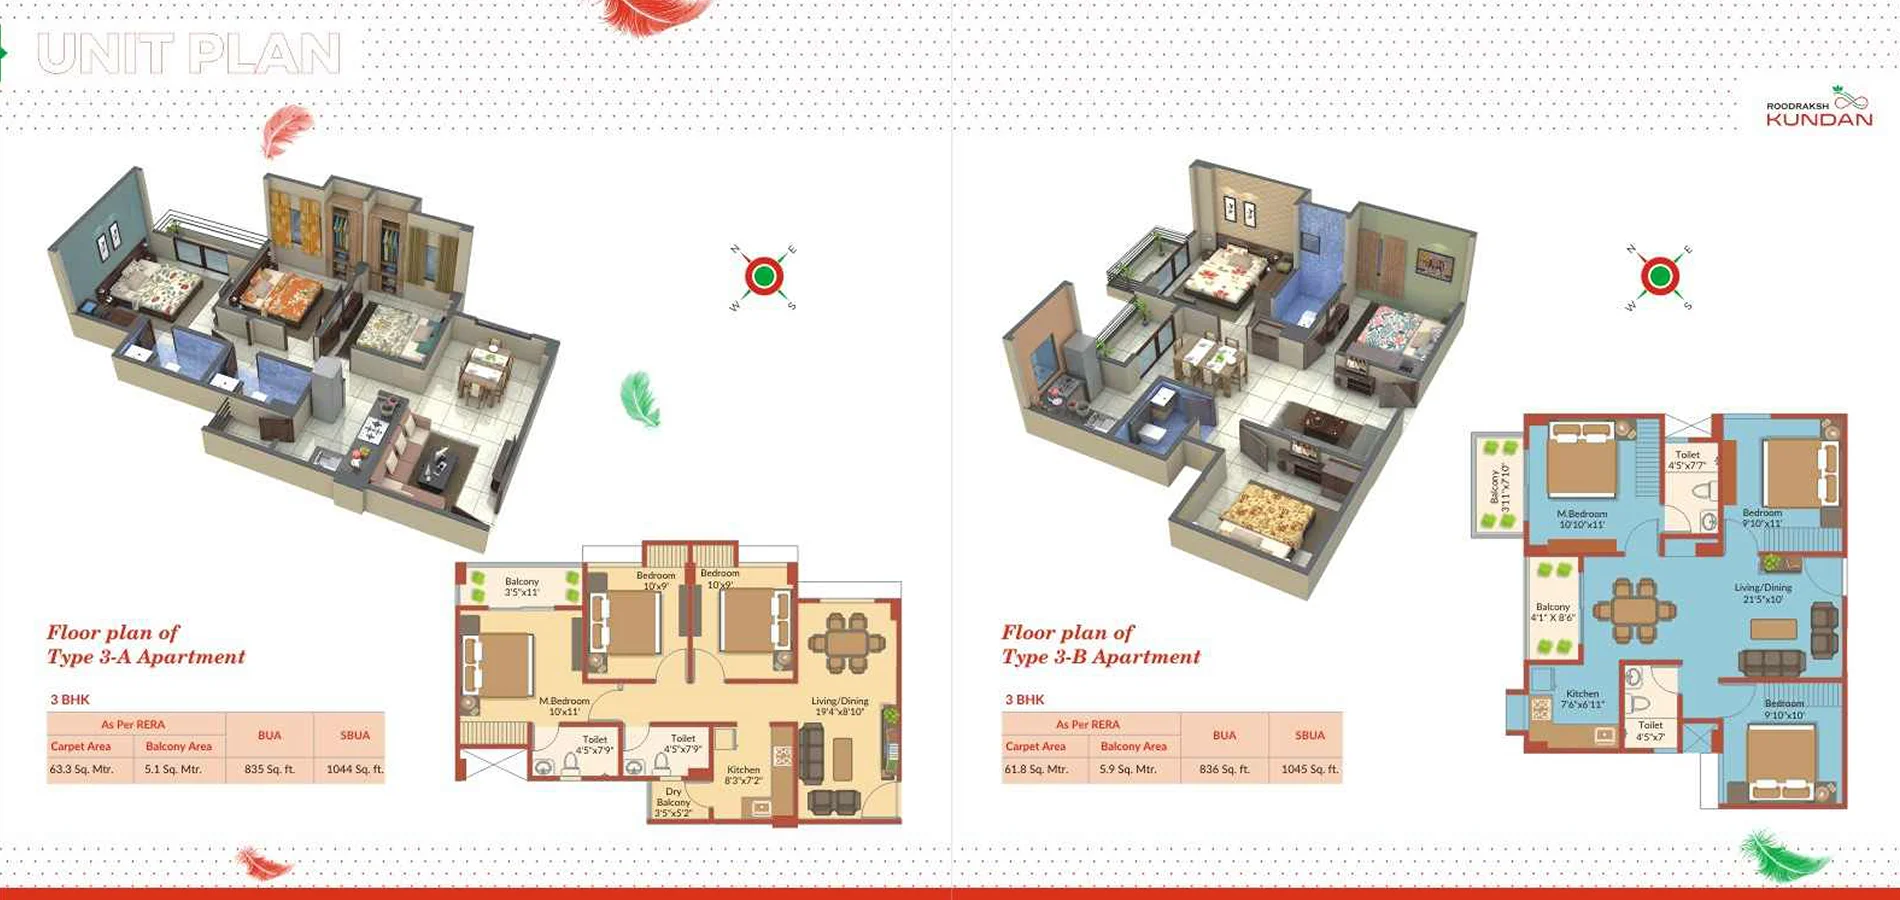 UNIT PLAN
ROODRAKSH
KUNDAN
N
E
W
S
Floor plan of
Type 3-A Apartment
3 BHK
As Per RERA
BUA
SBUA
Carpet Area
Balcony Area
63.3 Sq. Mtr.
5.1 Sq. Mtr.
835 Sq. ft.
1044 Sq. ft.
Balcony
3'5"x11'
Bedroom
10'x9'
Bedroom
10'x9'
M.Bedroom
10'x11'
Living/Dining
19'4"x8'10"
Toilet
4'5"x7'9"
Toilet
4'5"x7'9"
Kitchen
8'3"x7'2"
Dry
Balcony
3'5"x5'2"
N
E
W
S
Floor plan of
Type 3-B Apartment
3 BHK
As Per RERA
BUA
SBUA
Carpet Area
Balcony Area
61.8 Sq. Mtr.
5.9 Sq. Mtr.
836 Sq. ft.
1045 Sq. ft.
Balcony
3'11"x7'10"
M.Bedroom
10'10"x11'
Toilet
4'5"x7'7"
Bedroom
9'10"x11'
Balcony
4'1" X 8'6"
Living/Dining
21'5"x10'
Kitchen
7'6"x6'11"
Toilet
4'5"x7'
Bedroom
9'10"x10'